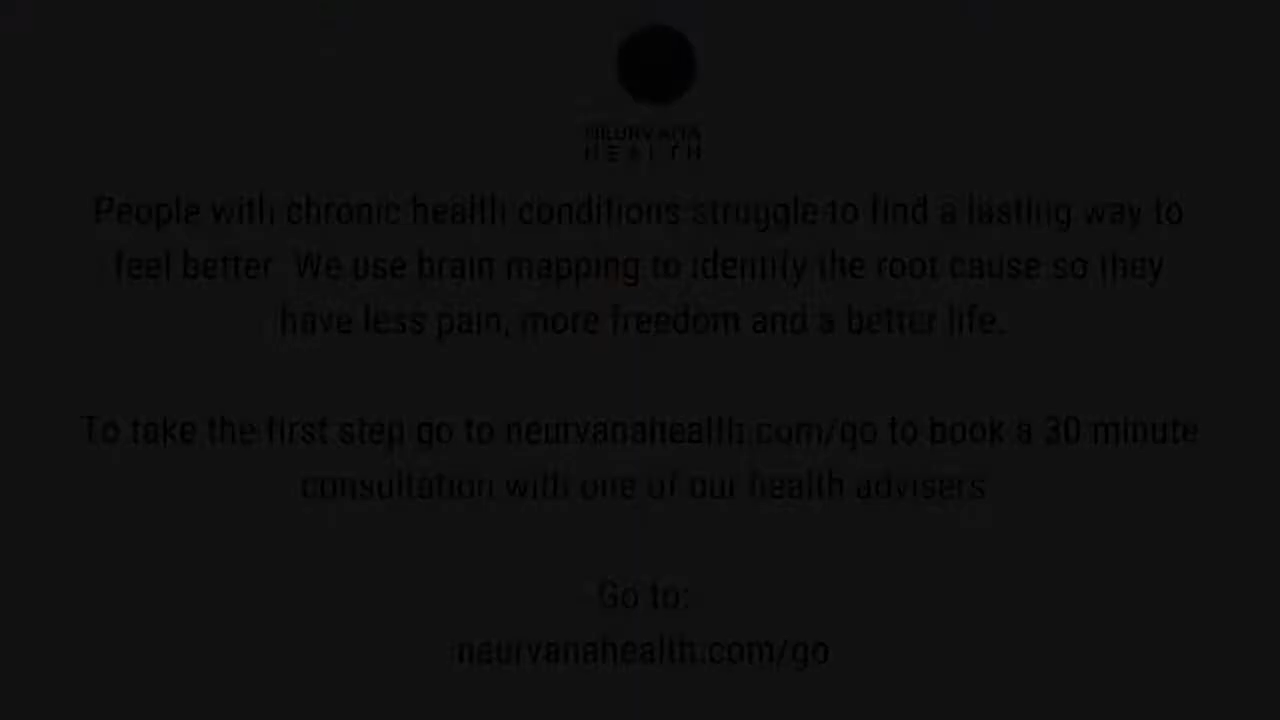 NEURVANA
HEALTH
People with chronic health conditions struggle to find a lasting way to
feel better. We use brain mapping to identify the root cause so they
have less pain, more freedom and a better life.
To take the first step go to neurvanahealth.com/go to book a 30 minute
consultation with one of our health advisers
Go to:
neurvanahealth.com/go